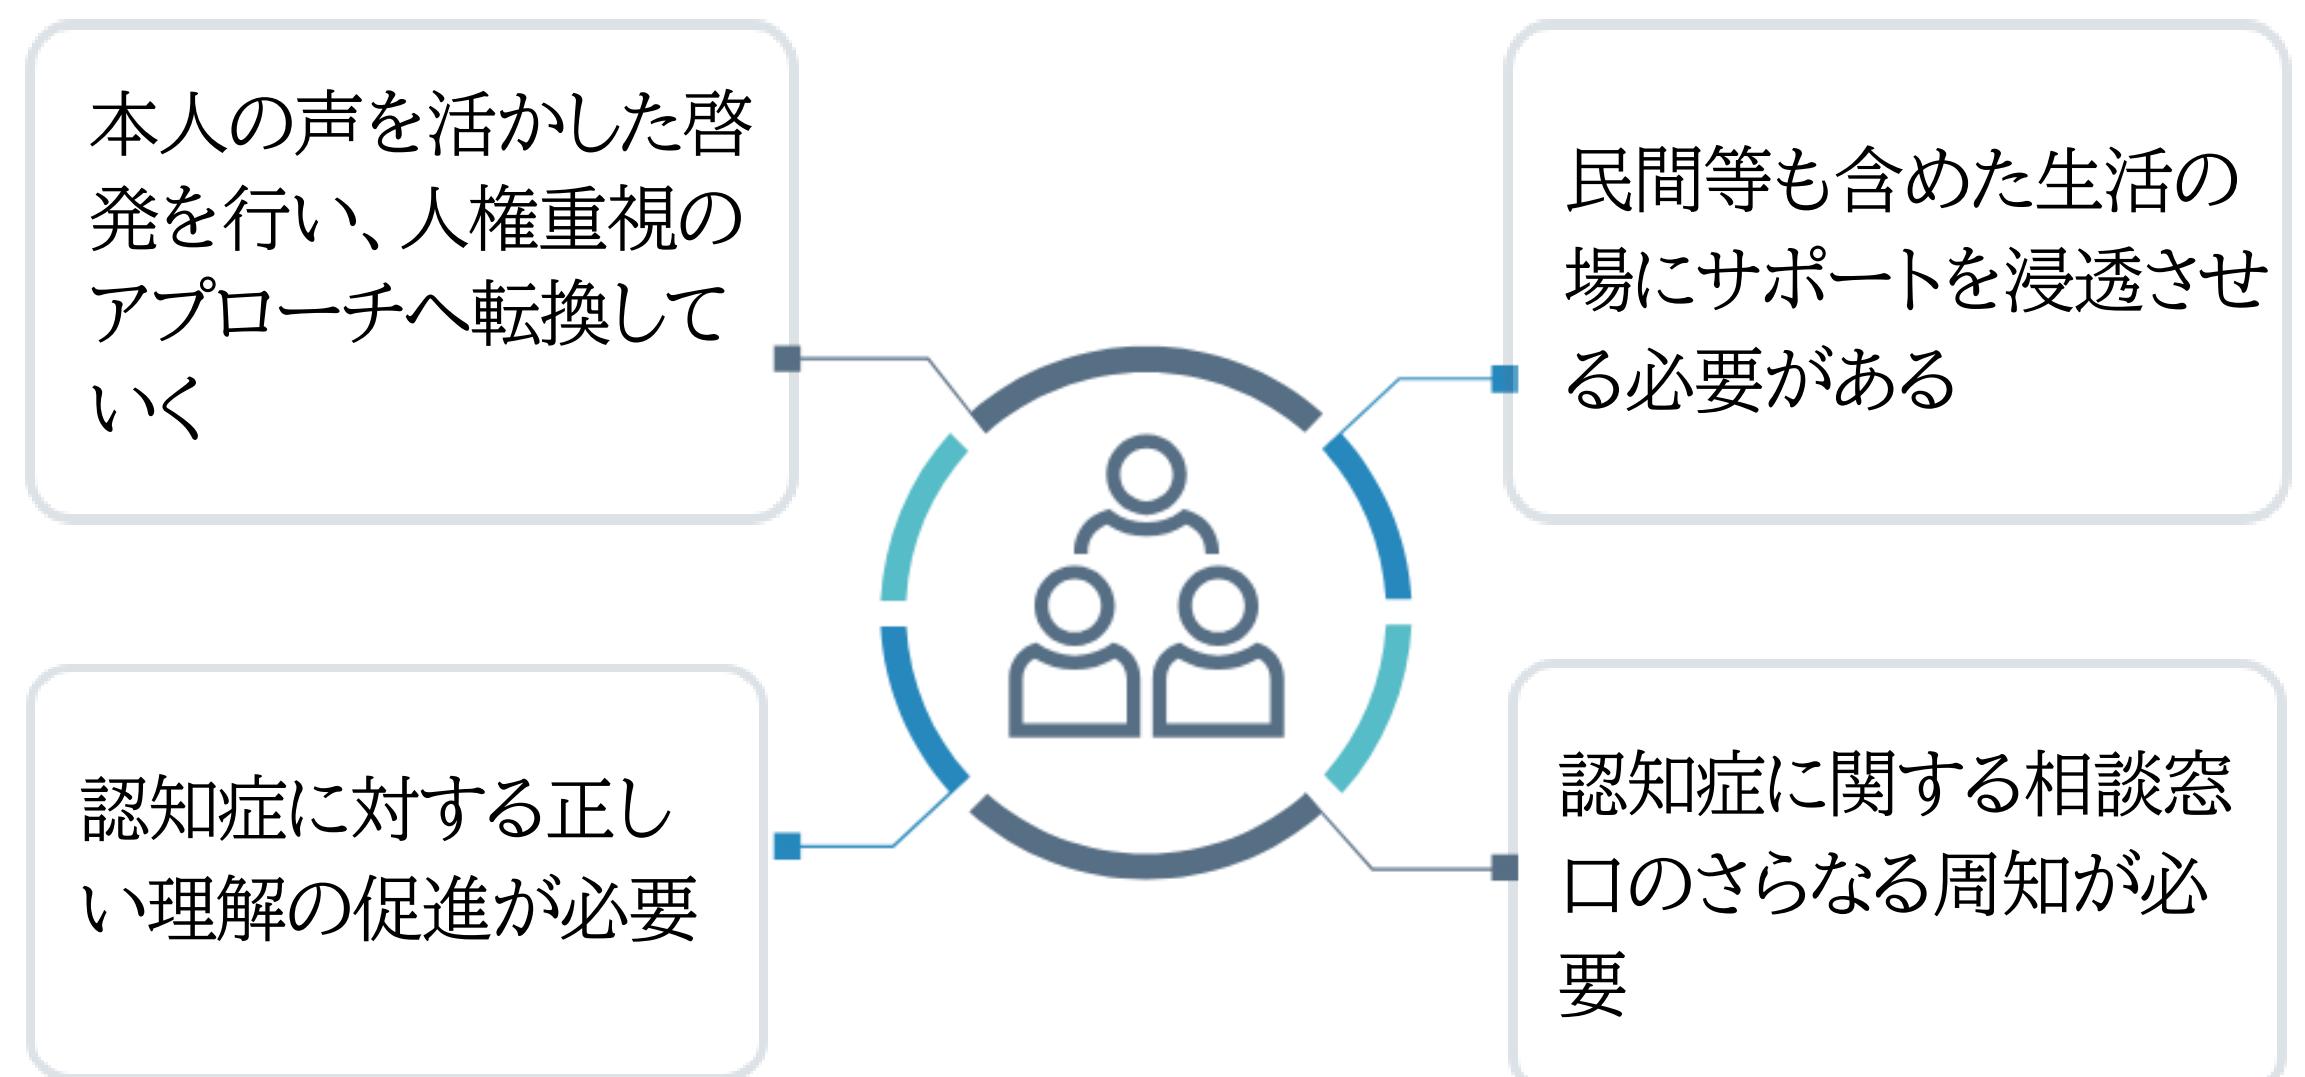 本人の声を活かした啓
発を行い、人権重視の
アプローチへ転換して
いく
民間等も含めた生活の
場にサポートを浸透させ
る必要がある
認知症に対する正し
い理解の促進が必要
認知症に関する相談窓
口のさらなる周知が必
要